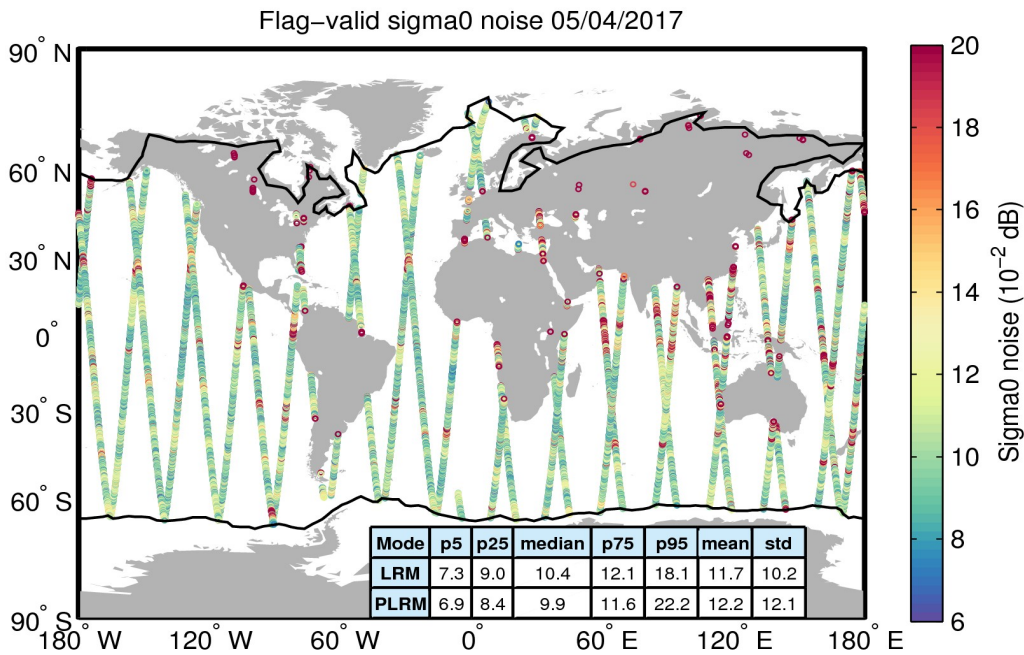 Flag−valid sigma0 noise 05/04/2017
90° N
60° N
30° N
0°
30° S
60° S
90° S
180° W 120° W 60° W 0° 60° E 120° E 180° E
Mode p5 p25 median p75 p95 mean std
LRM 7.3 9.0 10.4 12.1 18.1 11.7 10.2
PLRM 6.9 8.4 9.9 11.6 22.2 12.2 12.1
20
18
16
14
12
10
8
6
Sigma0 noise (10⁻² dB)